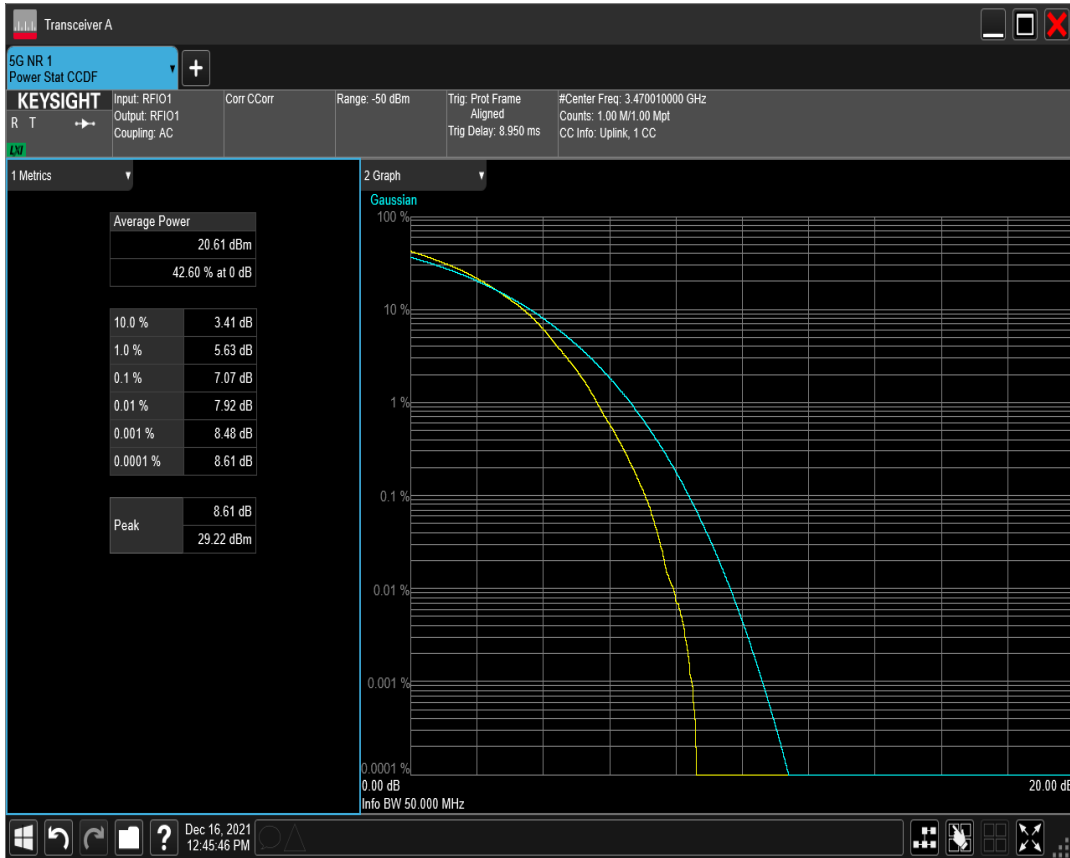 Transceiver A
5G NR 1
Power Stat CCDF
KEYSIGHT
R T
LXI
Input: RFIO1
Output: RFIO1
Coupling: AC
Corr CCorr
Range: -50 dBm
Trig: Prot Frame
Aligned
Trig Delay: 8.950 ms
#Center Freq: 3.470010000 GHz
Counts: 1.00 M/1.00 Mpt
CC Info: Uplink, 1 CC
1 Metrics
Average Power
20.61 dBm
42.60 % at 0 dB
10.0 % 3.41 dB
1.0 % 5.63 dB
0.1 % 7.07 dB
0.01 % 7.92 dB
0.001 % 8.48 dB
0.0001 % 8.61 dB
Peak
8.61 dB
29.22 dBm
2 Graph
Gaussian
100 %
10 %
1 %
0.1 %
0.01 %
0.001 %
0.0001 %
0.00 dB 20.00 dB
Info BW 50.000 MHz
?
Dec 16, 2021
12:45:46 PM